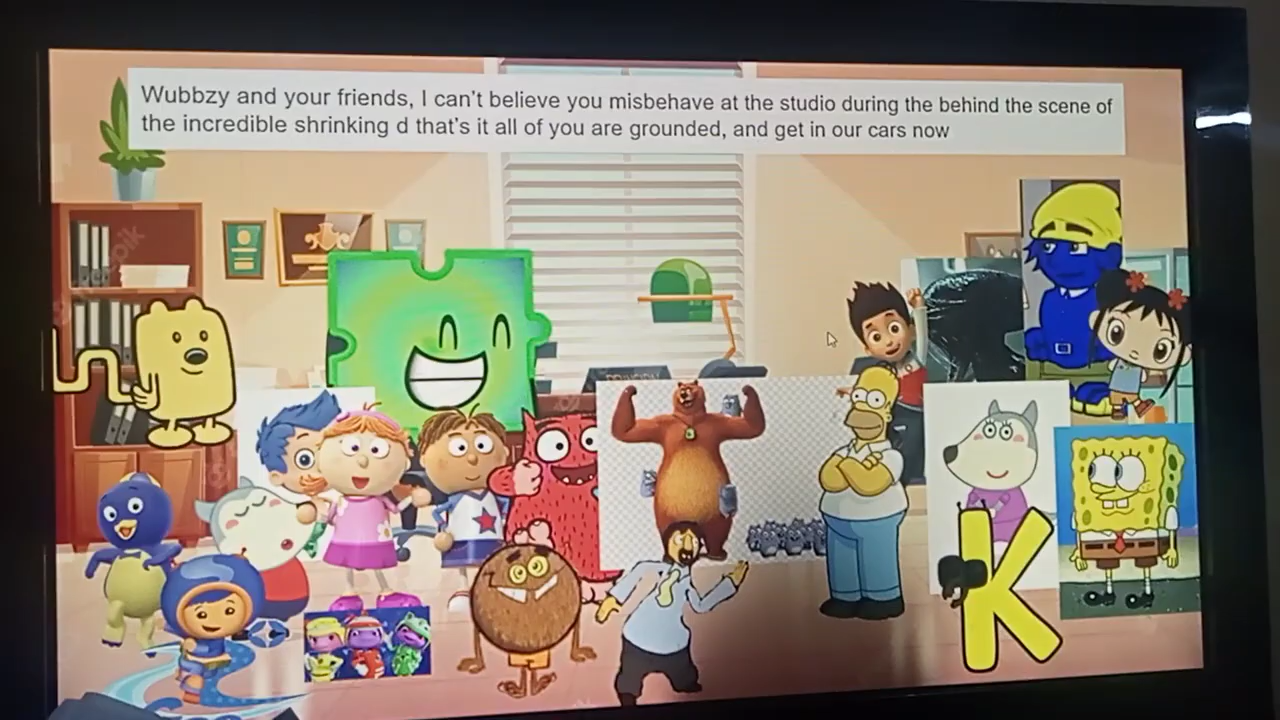 Wubbzy and your friends, I can't believe you misbehave at the studio during the behind the scene of
the incredible shrinking d that's it all of you are grounded, and get in our cars now
PRINCIPAL
K